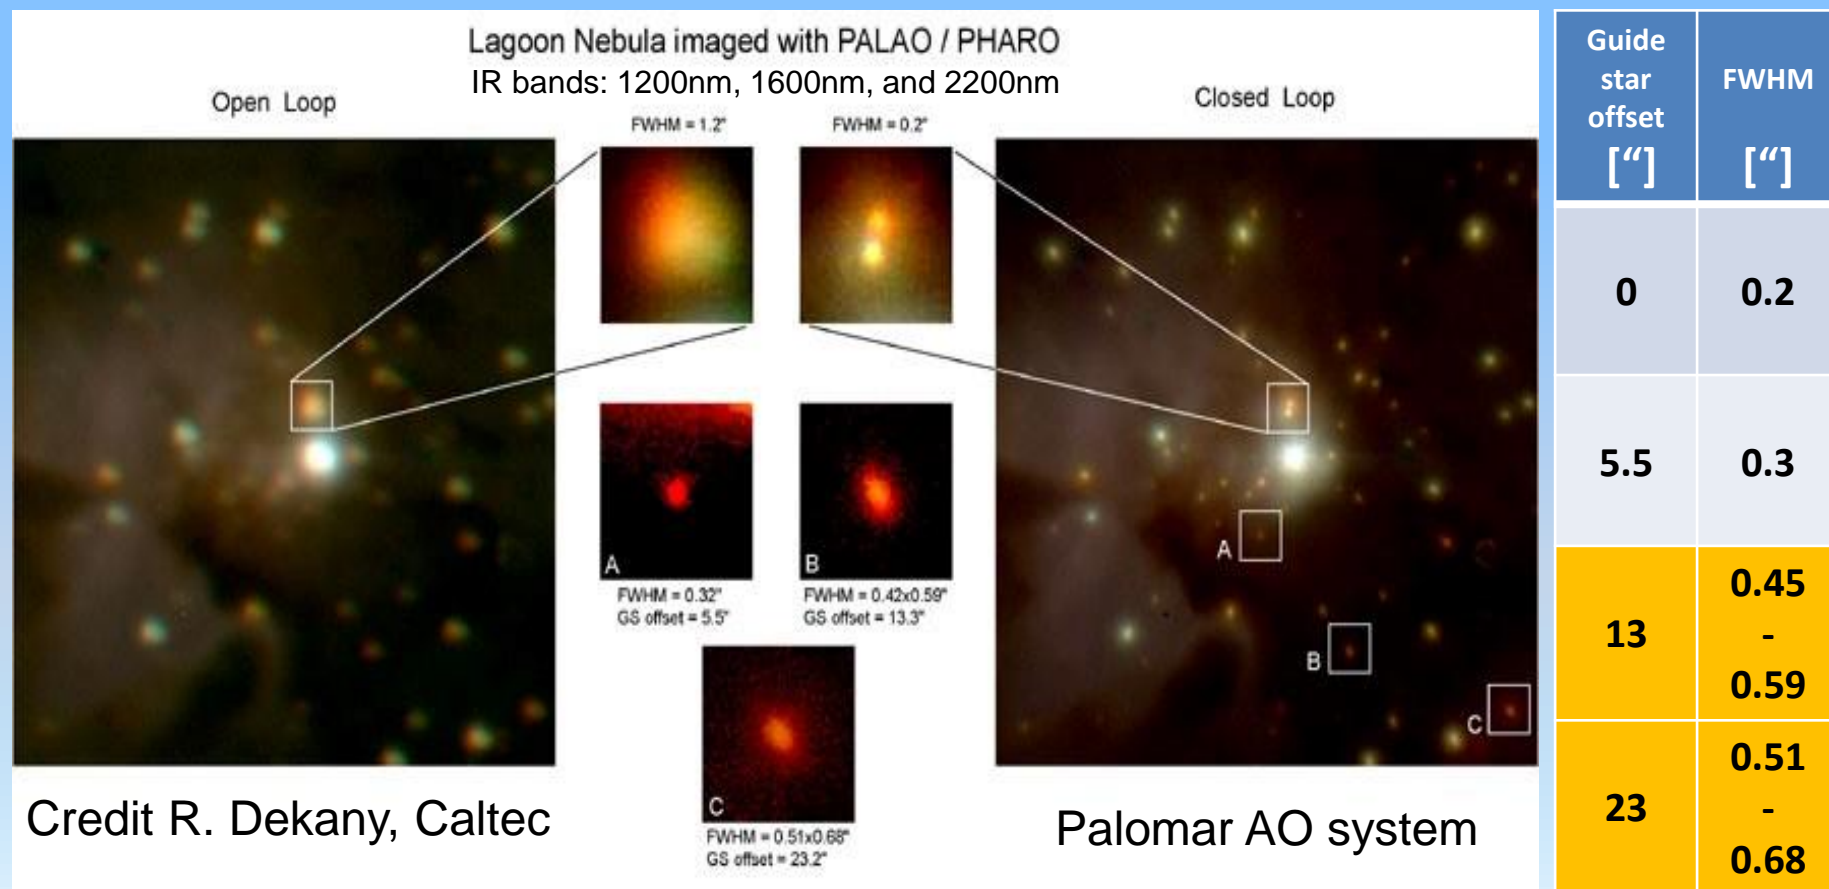 Lagoon Nebula imaged with PALAO / PHARO
IR bands: 1200nm, 1600nm, and 2200nm
Open Loop
Closed Loop
FWHM = 1.2"
FWHM = 0.2"
A
B
FWHM = 0.32"
GS offset = 5.5"
FWHM = 0.42x0.59"
GS offset = 13.3"
C
FWHM = 0.51x0.68"
GS offset = 23.2"
A
B
C
Credit R. Dekany, Caltec
Palomar AO system
Guide
star
offset
[“]
FWHM
[“]
0
0.2
5.5
0.3
13
0.45
-
0.59
23
0.51
-
0.68